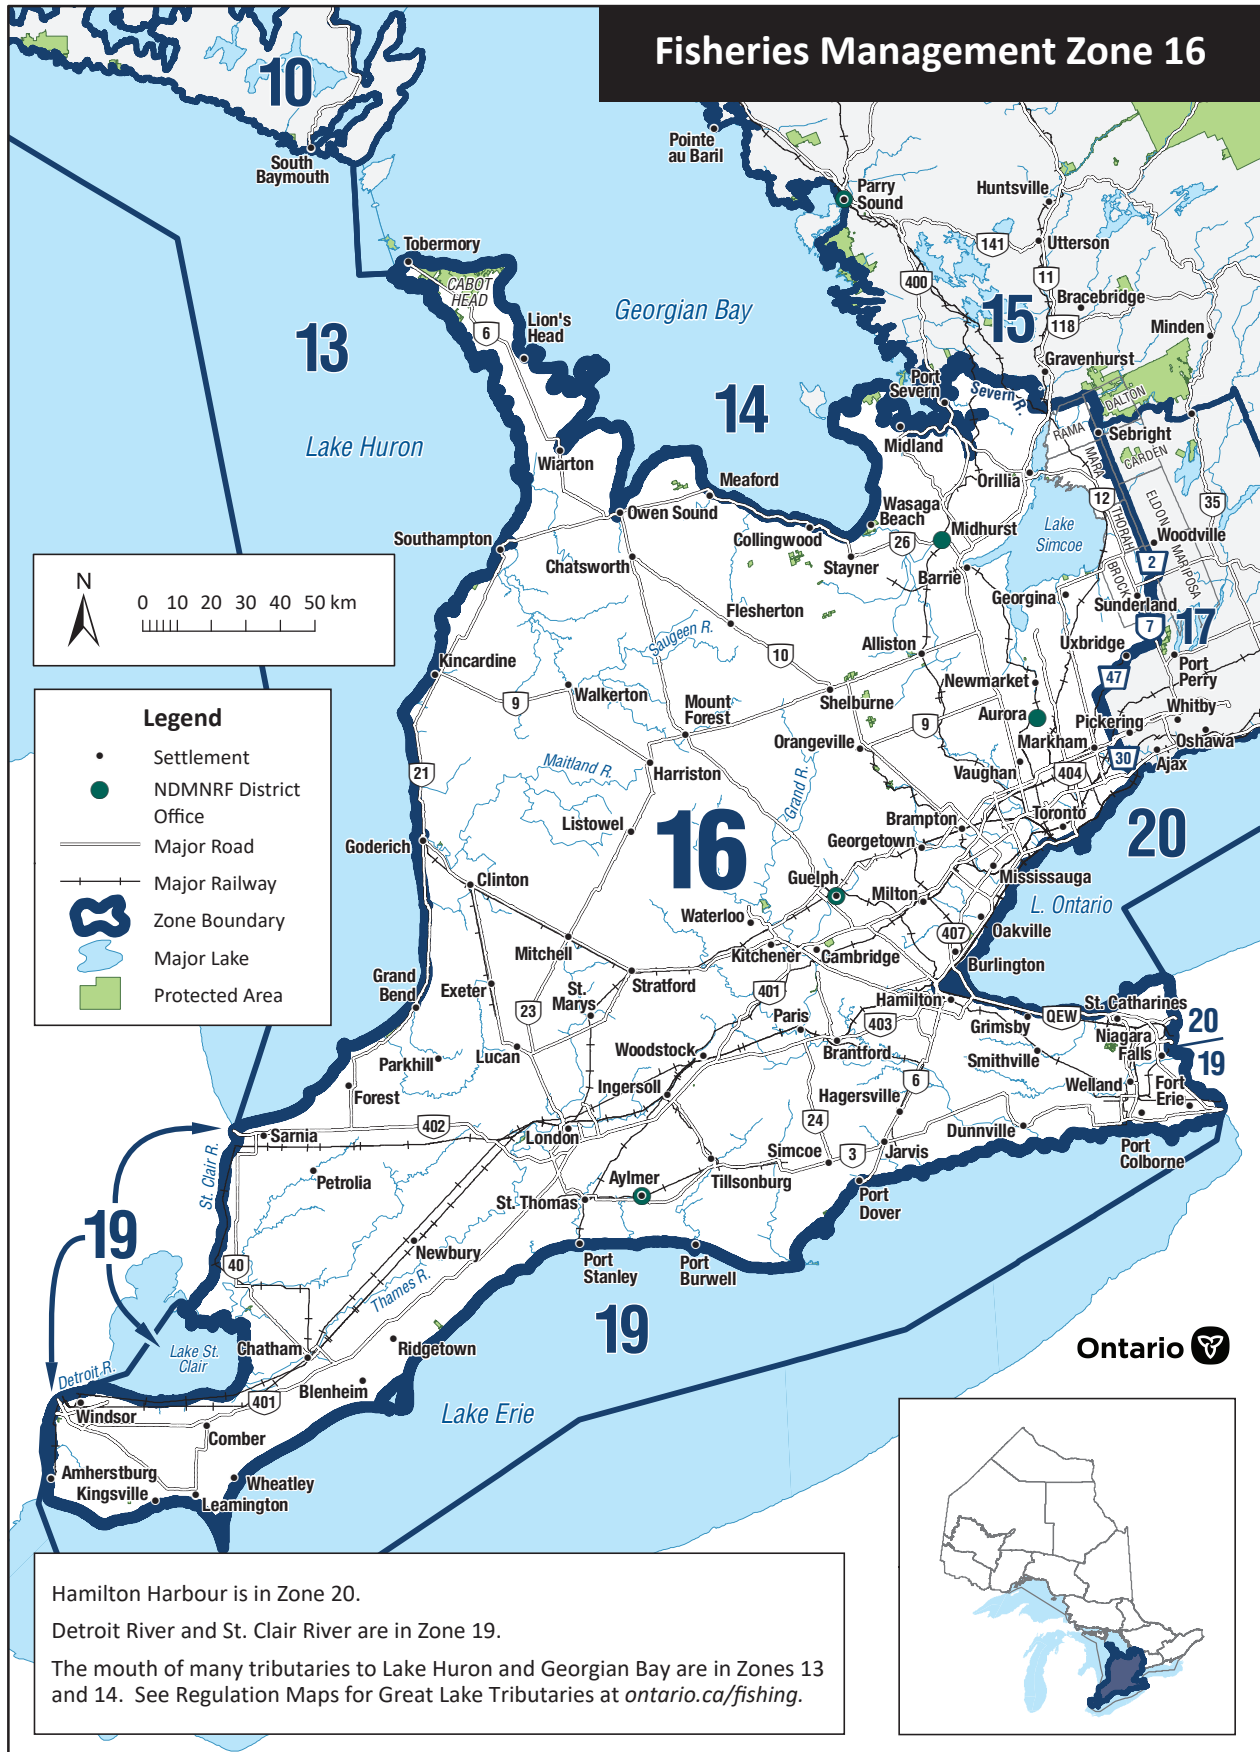 Fisheries Management Zone 16
10
South
Baymouth
Pointe
au Baril
Parry
Sound
Huntsville
141
Utterson
Tobermory
CABOT
HEAD
400
11
Bracebridge
Georgian Bay
15
118
Minden
6
Lion's
Head
13
Gravenhurst
Port
Severn
Severn R.
DALTON
14
RAMA
Sebright
Lake Huron
Midland
MARA
CARDEN
Wiarton
Meaford
Orillia
12
ELDON
35
Owen Sound
Wasaga
Beach
Midhurst
THORAH
Southampton
Collingwood
26
Lake
Simcoe
Woodville
Chatsworth
Stayner
Barrie
2
MARIPOSA
BROCK
N
0 10 20 30 40 50 km
Flesherton
Georgina
Sunderland
7
17
Saugeen R.
10
Alliston
Uxbridge
Kincardine
Port
Perry
Walkerton
Newmarket
47
9
Mount
Forest
Shelburne
Legend
Settlement
NDMNRF District
Office
Major Road
Major Railway
Zone Boundary
Major Lake
Protected Area
9
Aurora
Pickering
Whitby
Orangeville
Markham
Oshawa
Maitland R.
Harriston
Vaughan
404
30
Ajax
21
Grand R.
Listowel
16
Brampton
Toronto
20
Goderich
Georgetown
Clinton
Guelph
Milton
Mississauga
L. Ontario
Waterloo
Oakville
407
Mitchell
Kitchener
Cambridge
Burlington
Grand
Bend
Exeter
Stratford
401
St.
Marys
Hamilton
St. Catharines
23
Paris
403
QEW
20
Grimsby
Niagara
Falls
19
Lucan
Woodstock
Brantford
Smithville
Parkhill
Ingersoll
6
Welland
Fort
Erie
Forest
Hagersville
402
24
Sarnia
London
Dunnville
Simcoe
3
Jarvis
Port
Colborne
St. Clair R.
Petrolia
Aylmer
Tillsonburg
St. Thomas
Port
Dover
19
Newbury
40
Port
Stanley
Port
Burwell
Thames R.
19
Lake St.
Clair
Chatham
Ridgetown
Ontario
Detroit R.
Blenheim
401
Windsor
Lake Erie
Comber
Amherstburg
Wheatley
Kingsville
Leamington
Hamilton Harbour is in Zone 20.
Detroit River and St. Clair River are in Zone 19.
The mouth of many tributaries to Lake Huron and Georgian Bay are in Zones 13
and 14. See Regulation Maps for Great Lake Tributaries at ontario.ca/fishing.